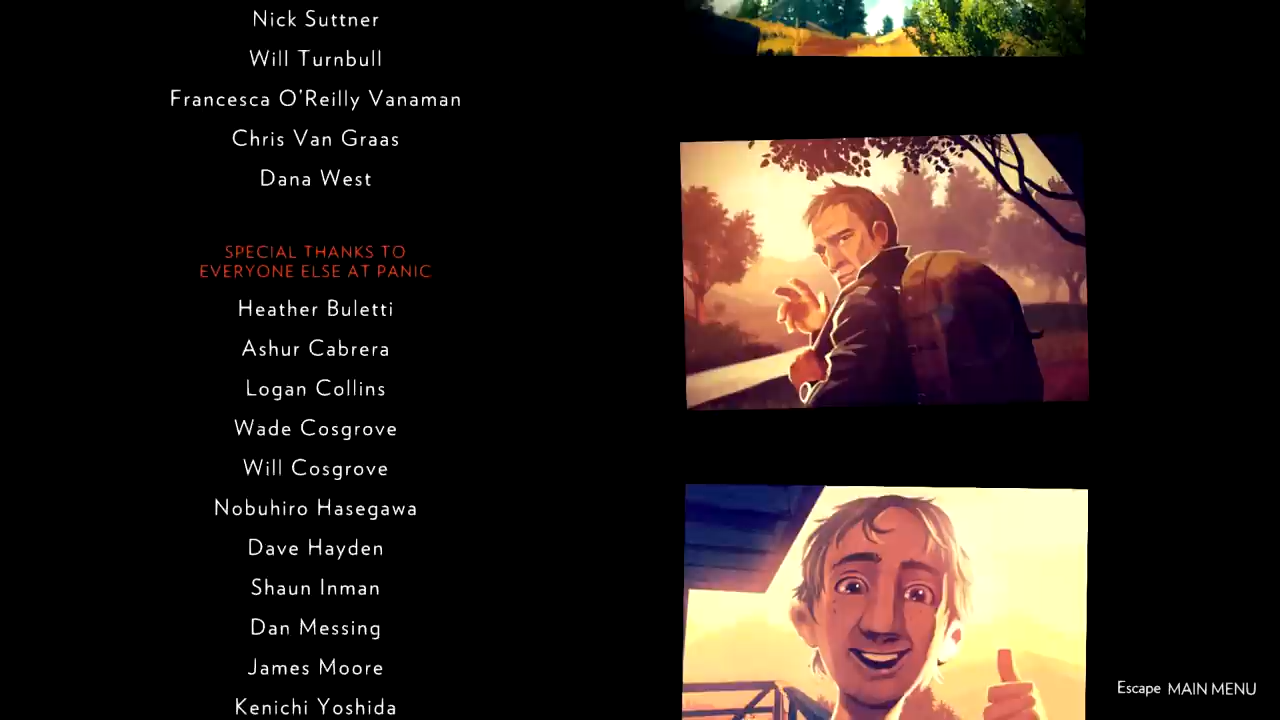 Nick Suttner
Will Turnbull
Francesca O'Reilly Vanaman
Chris Van Graas
Dana West
SPECIAL THANKS TO
EVERYONE ELSE AT PANIC
Heather Buletti
Ashur Cabrera
Logan Collins
Wade Cosgrove
Will Cosgrove
Nobuhiro Hasegawa
Dave Hayden
Shaun Inman
Dan Messing
James Moore
Kenichi Yoshida
Escape MAIN MENU